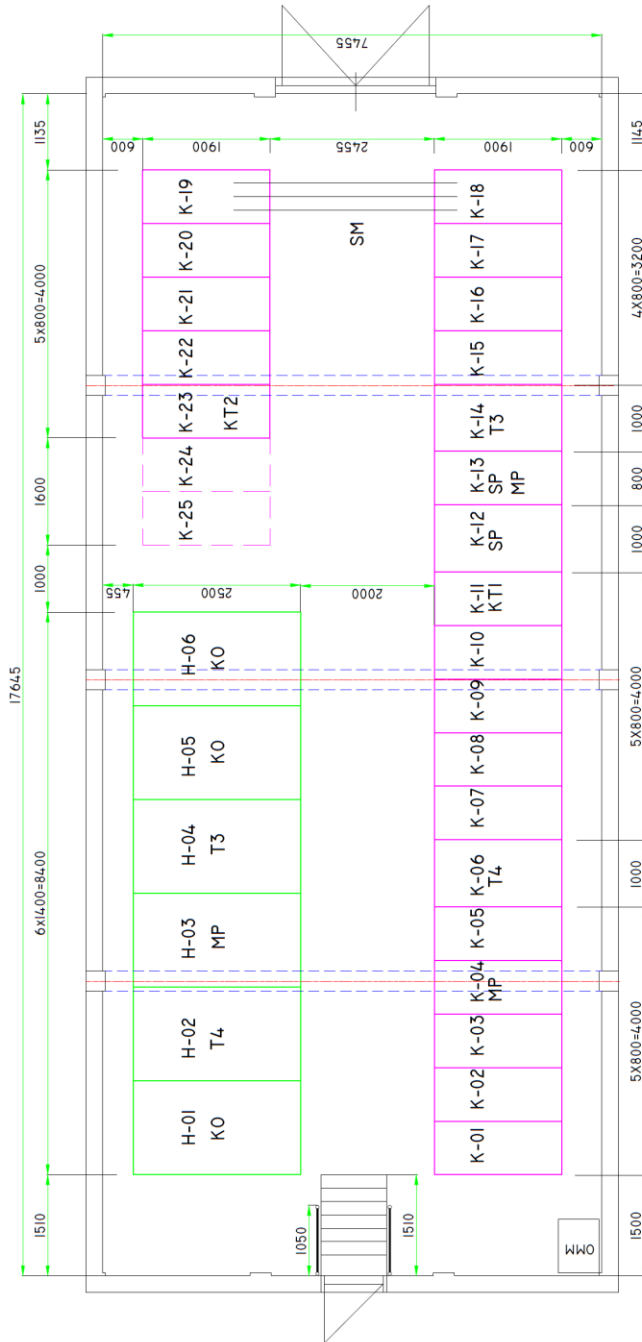 17645
1510
6X1400=8400
1000
1600
5X800=4000
1135
7455
455
2500
2000
600
1900
2455
1900
600
H-01
KO
H-02
T4
H-03
MP
H-04
T3
H-05
KO
H-06
KO
K-25
K-24
K-23
KT2
K-22
K-21
K-20
K-19
SM
1050
1510
K-01
K-02
K-03
K-04
MP
K-05
K-06
T4
K-07
K-08
K-09
K-10
K-11
KT1
K-12
SP
K-13
SP
MP
K-14
T3
K-15
K-16
K-17
K-18
OMM
1500
5X800=4000
1000
5X800=4000
1000
800
1000
4X800=3200
1145